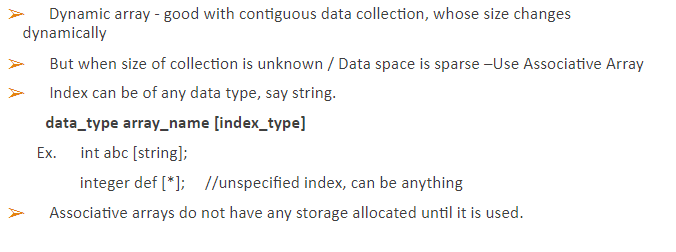 ➢ Dynamic array - good with contiguous data collection, whose size changes
dynamically
➢ But when size of collection is unknown / Data space is sparse –Use Associative Array
➢ Index can be of any data type, say string.
data_type array_name [index_type]
Ex. int abc [string];
integer def [*]; //unspecified index, can be anything
➢ Associative arrays do not have any storage allocated until it is used.